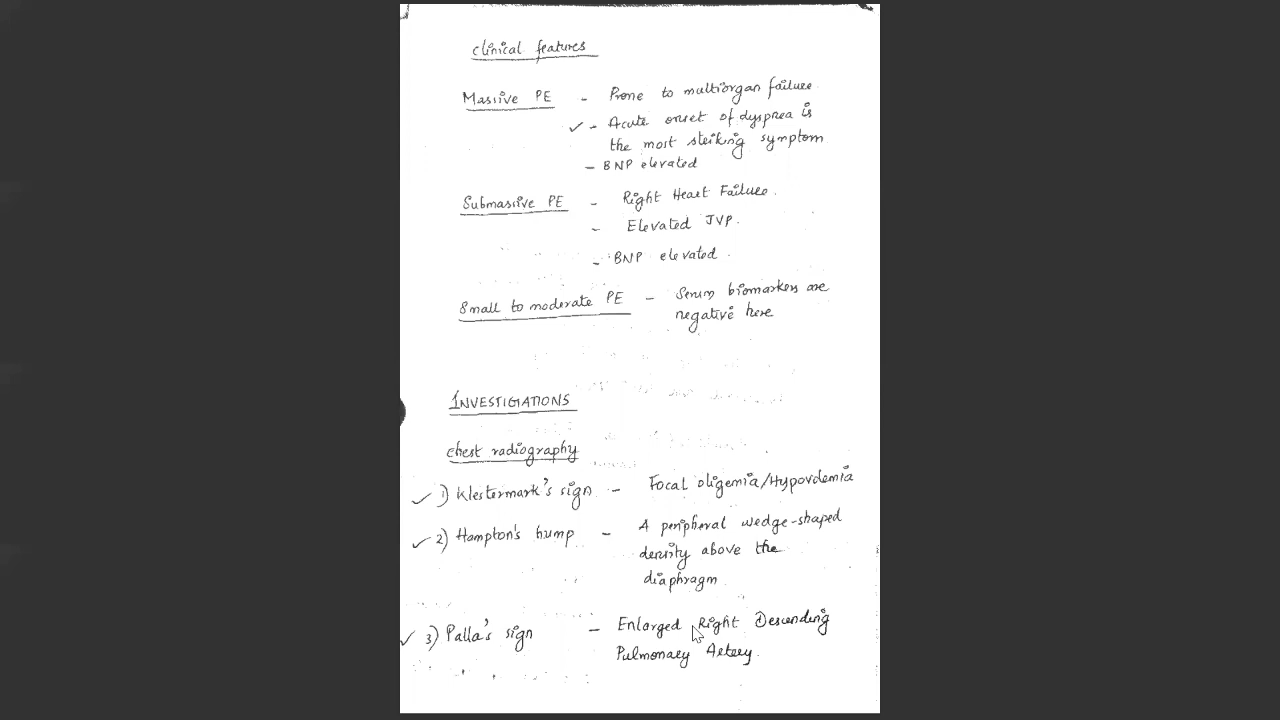 clinical features
Massive PE - Prone to multiorgan failure
✓ - Acute onset of dyspnea is
the most striking symptom
- BNP elevated
Submassive PE - Right Heart Failure.
- Elevated JVP.
- BNP elevated.
Small to moderate PE - Serum biomarkers are
negative here
INVESTIGATIONS
chest radiography
✓ 1) Klestermark's sign - Focal oligemia/Hypovolemia
✓ 2) Hampton's hump - A peripheral wedge-shaped
density above the
diaphragm
✓ 3) Palla's sign - Enlarged Right Descending
Pulmonary Artery.